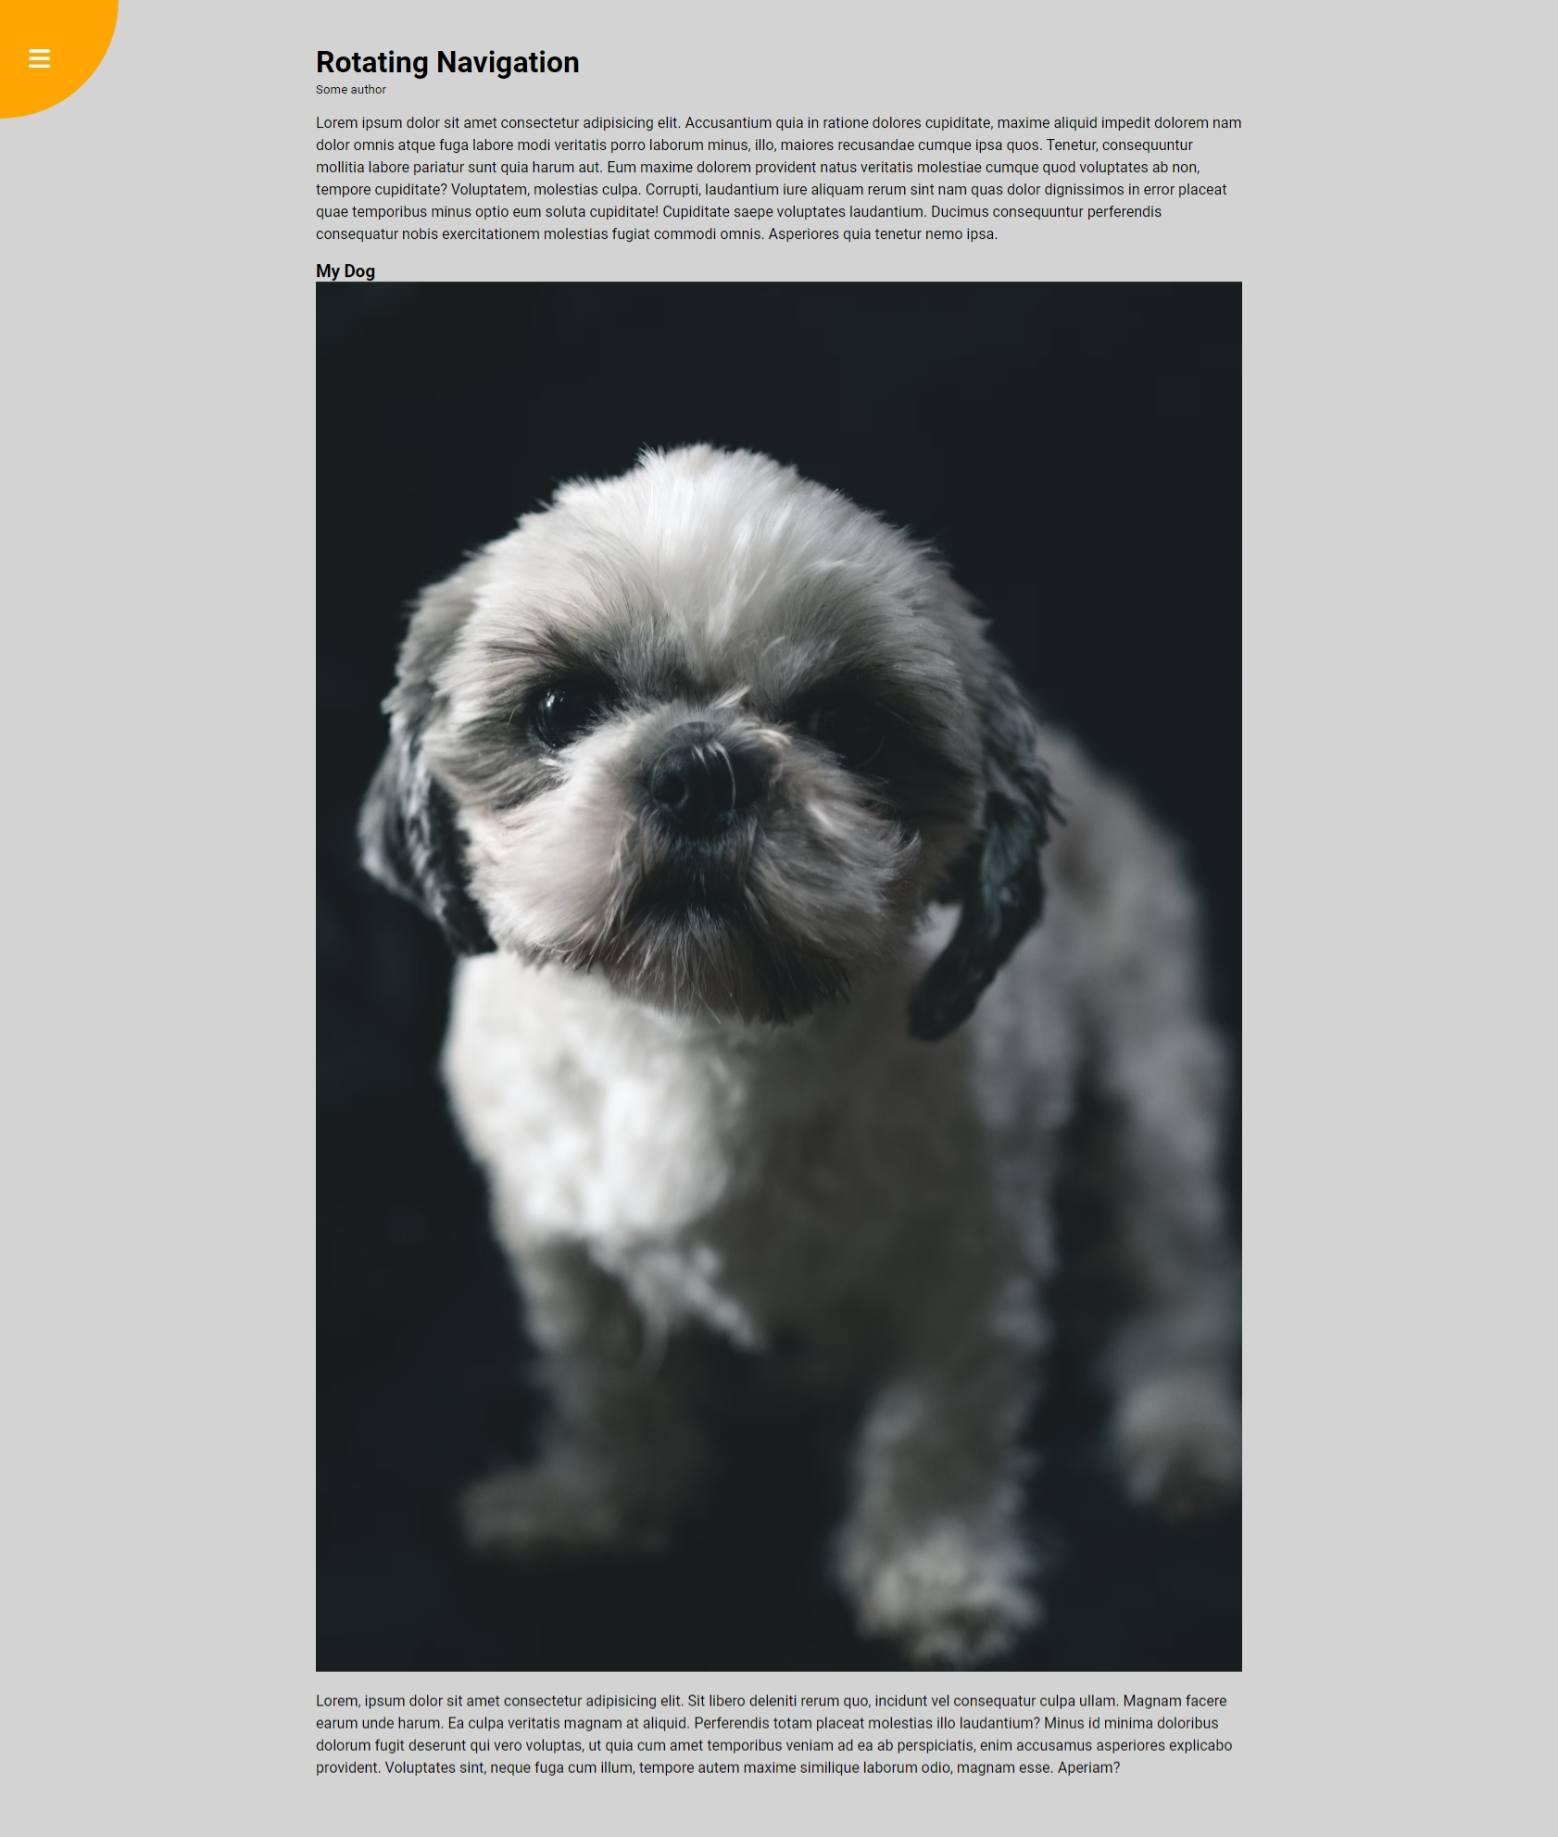 Rotating Navigation
Some author
Lorem ipsum dolor sit amet consectetur adipisicing elit. Accusantium quia in ratione dolores cupiditate, maxime aliquid impedit dolorem nam
dolor omnis atque fuga labore modi veritatis porro laborum minus, illo, maiores recusandae cumque ipsa quos. Tenetur, consequuntur
mollitia labore pariatur sunt quia harum aut. Eum maxime dolorem provident natus veritatis molestiae cumque quod voluptates ab non,
tempore cupiditate? Voluptatem, molestias culpa. Corrupti, laudantium iure aliquam rerum sint nam quas dolor dignissimos in error placeat
quae temporibus minus optio eum soluta cupiditate! Cupiditate saepe voluptates laudantium. Ducimus consequuntur perferendis
consequatur nobis exercitationem molestias fugiat commodi omnis. Asperiores quia tenetur nemo ipsa.
My Dog
Lorem, ipsum dolor sit amet consectetur adipisicing elit. Sit libero deleniti rerum quo, incidunt vel consequatur culpa ullam. Magnam facere
earum unde harum. Ea culpa veritatis magnam at aliquid. Perferendis totam placeat molestias illo laudantium? Minus id minima doloribus
dolorum fugit deserunt qui vero voluptas, ut quia cum amet temporibus veniam ad ea ab perspiciatis, enim accusamus asperiores explicabo
provident. Voluptates sint, neque fuga cum illum, tempore autem maxime similique laborum odio, magnam esse. Aperiam?